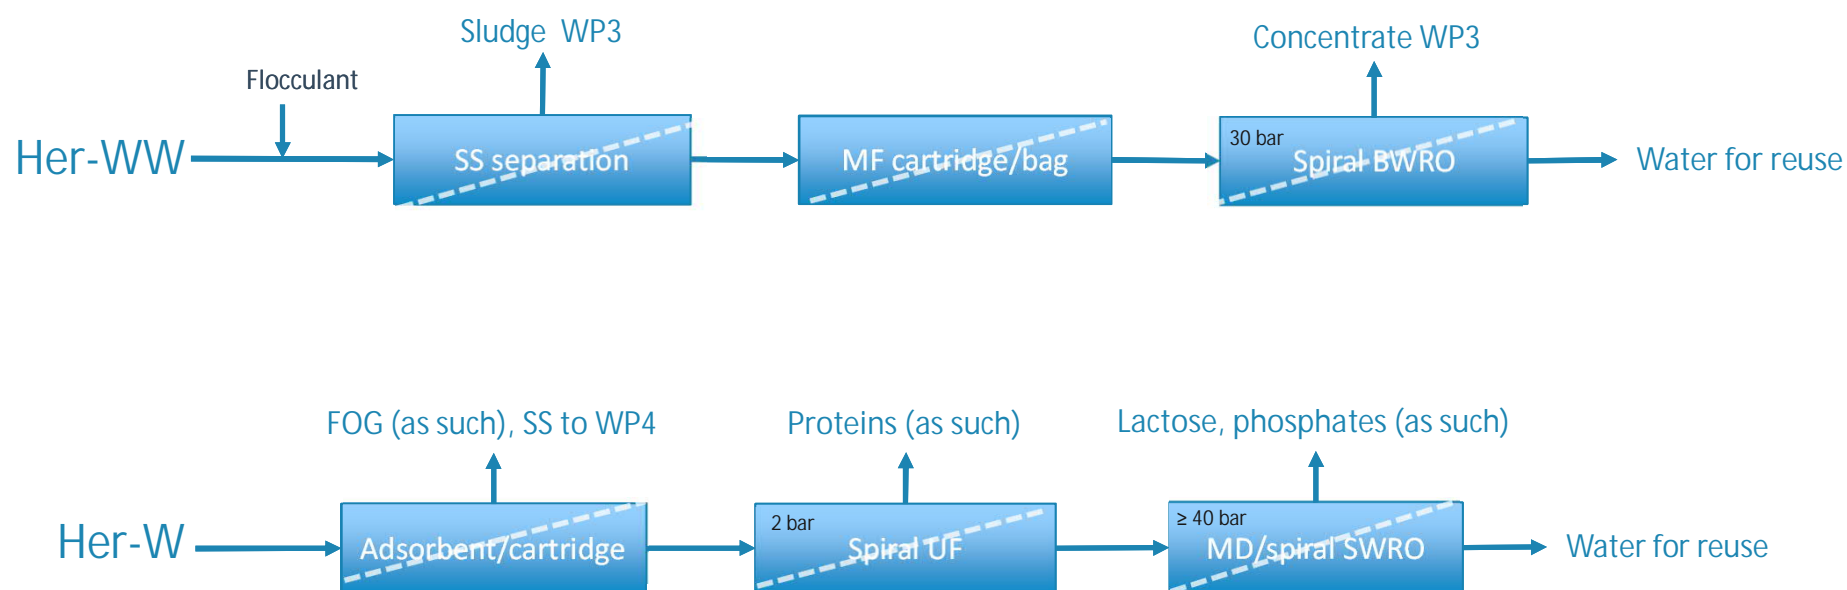 Sludge WP3
Concentrate WP3
Flocculant
Her-WW
SS separation
MF cartridge/bag
30 bar
Spiral BWRO
Water for reuse
FOG (as such), SS to WP4
Proteins (as such)
Lactose, phosphates (as such)
Her-W
Adsorbent/cartridge
2 bar
Spiral UF
≥ 40 bar
MD/spiral SWRO
Water for reuse